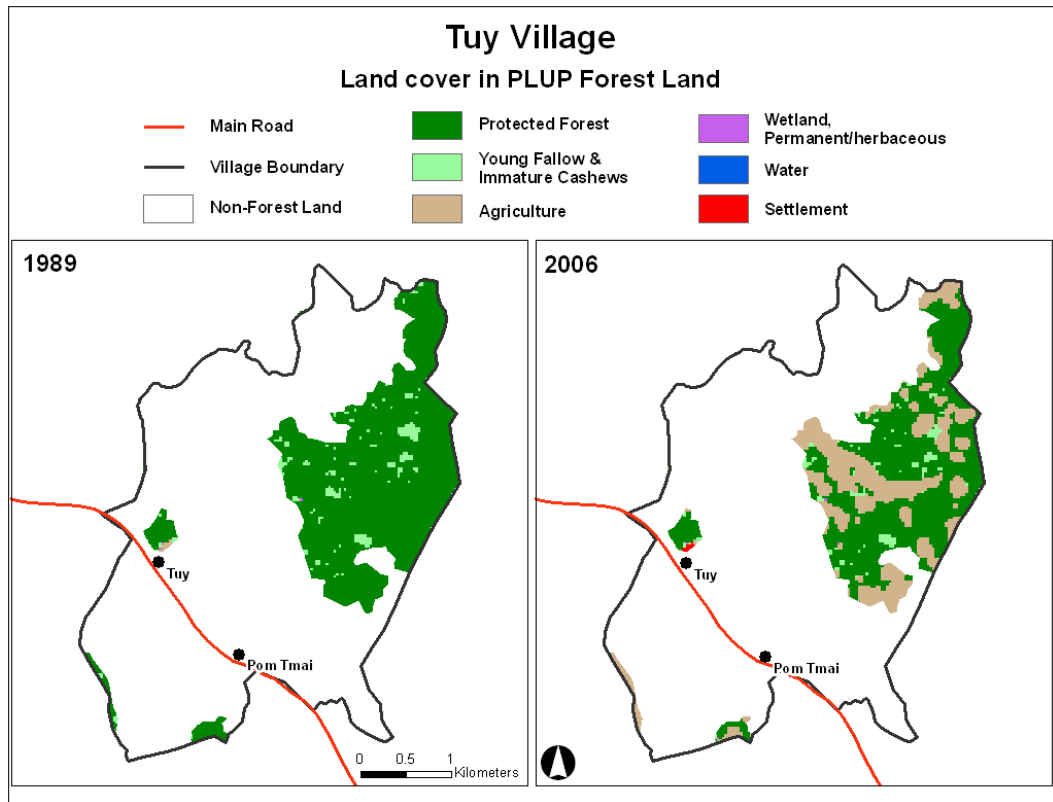 Tuy Village
Land cover in PLUP Forest Land
Main Road
Village Boundary
Non-Forest Land
Protected Forest
Young Fallow &
Immature Cashews
Agriculture
Wetland,
Permanent/herbaceous
Water
Settlement
1989
Tuy
Pom Tmai
0 0.5 1
Kilometers
2006
Tuy
Pom Tmai